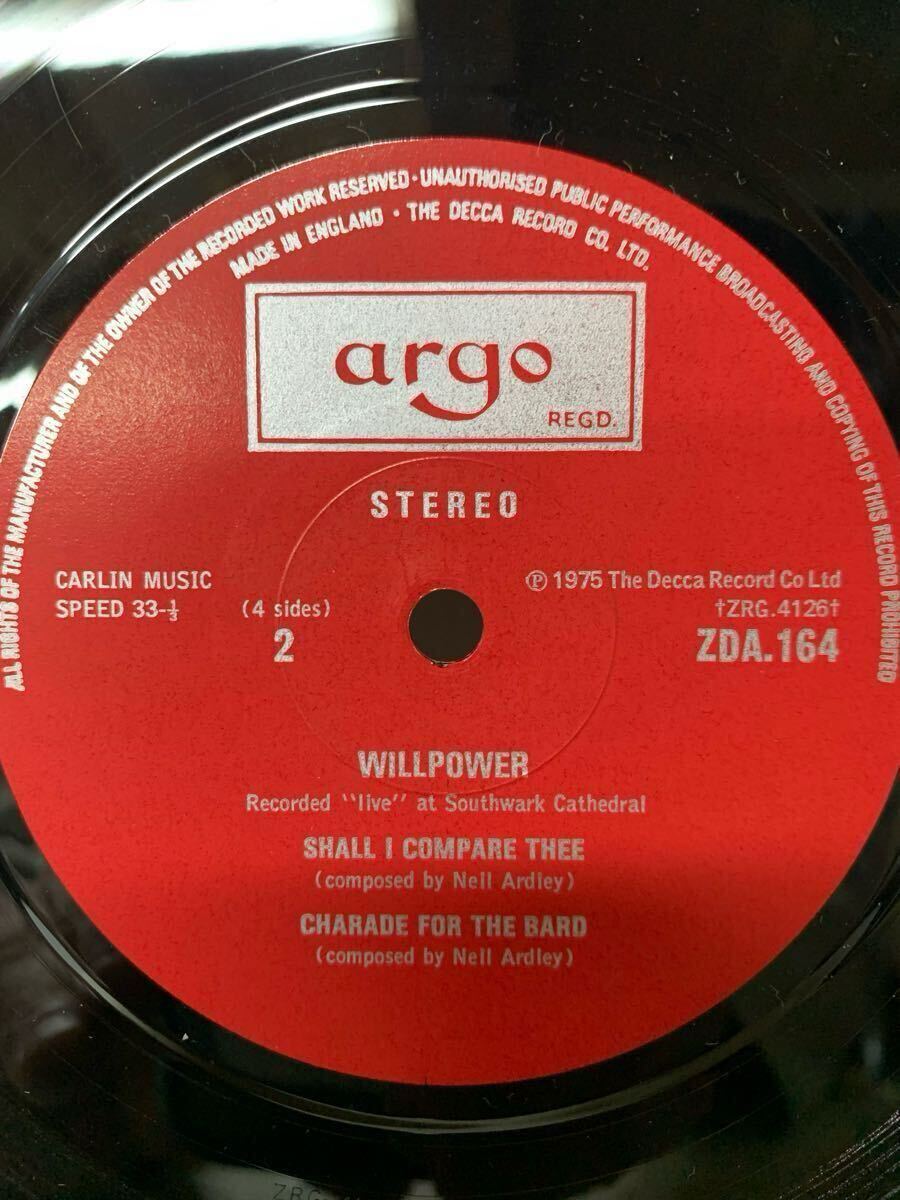 ALL RIGHTS OF THE MANUFACTURER AND OF THE OWNER OF THE RECORDED WORK RESERVED · UNAUTHORISED PUBLIC PERFORMANCE BROADCASTING AND COPYING OF THIS RECORD PROHIBITED
MADE IN ENGLAND · THE DECCA RECORD CO. LTD.
argo
REGD.
STEREO
CARLIN MUSIC
℗ 1975 The Decca Record Co Ltd
SPEED 33-⅓ (4 sides)
†ZRG.4126†
2
ZDA.164
WILLPOWER
Recorded "live" at Southwark Cathedral
SHALL I COMPARE THEE
(composed by Neil Ardley)
CHARADE FOR THE BARD
(composed by Neil Ardley)
ZRG